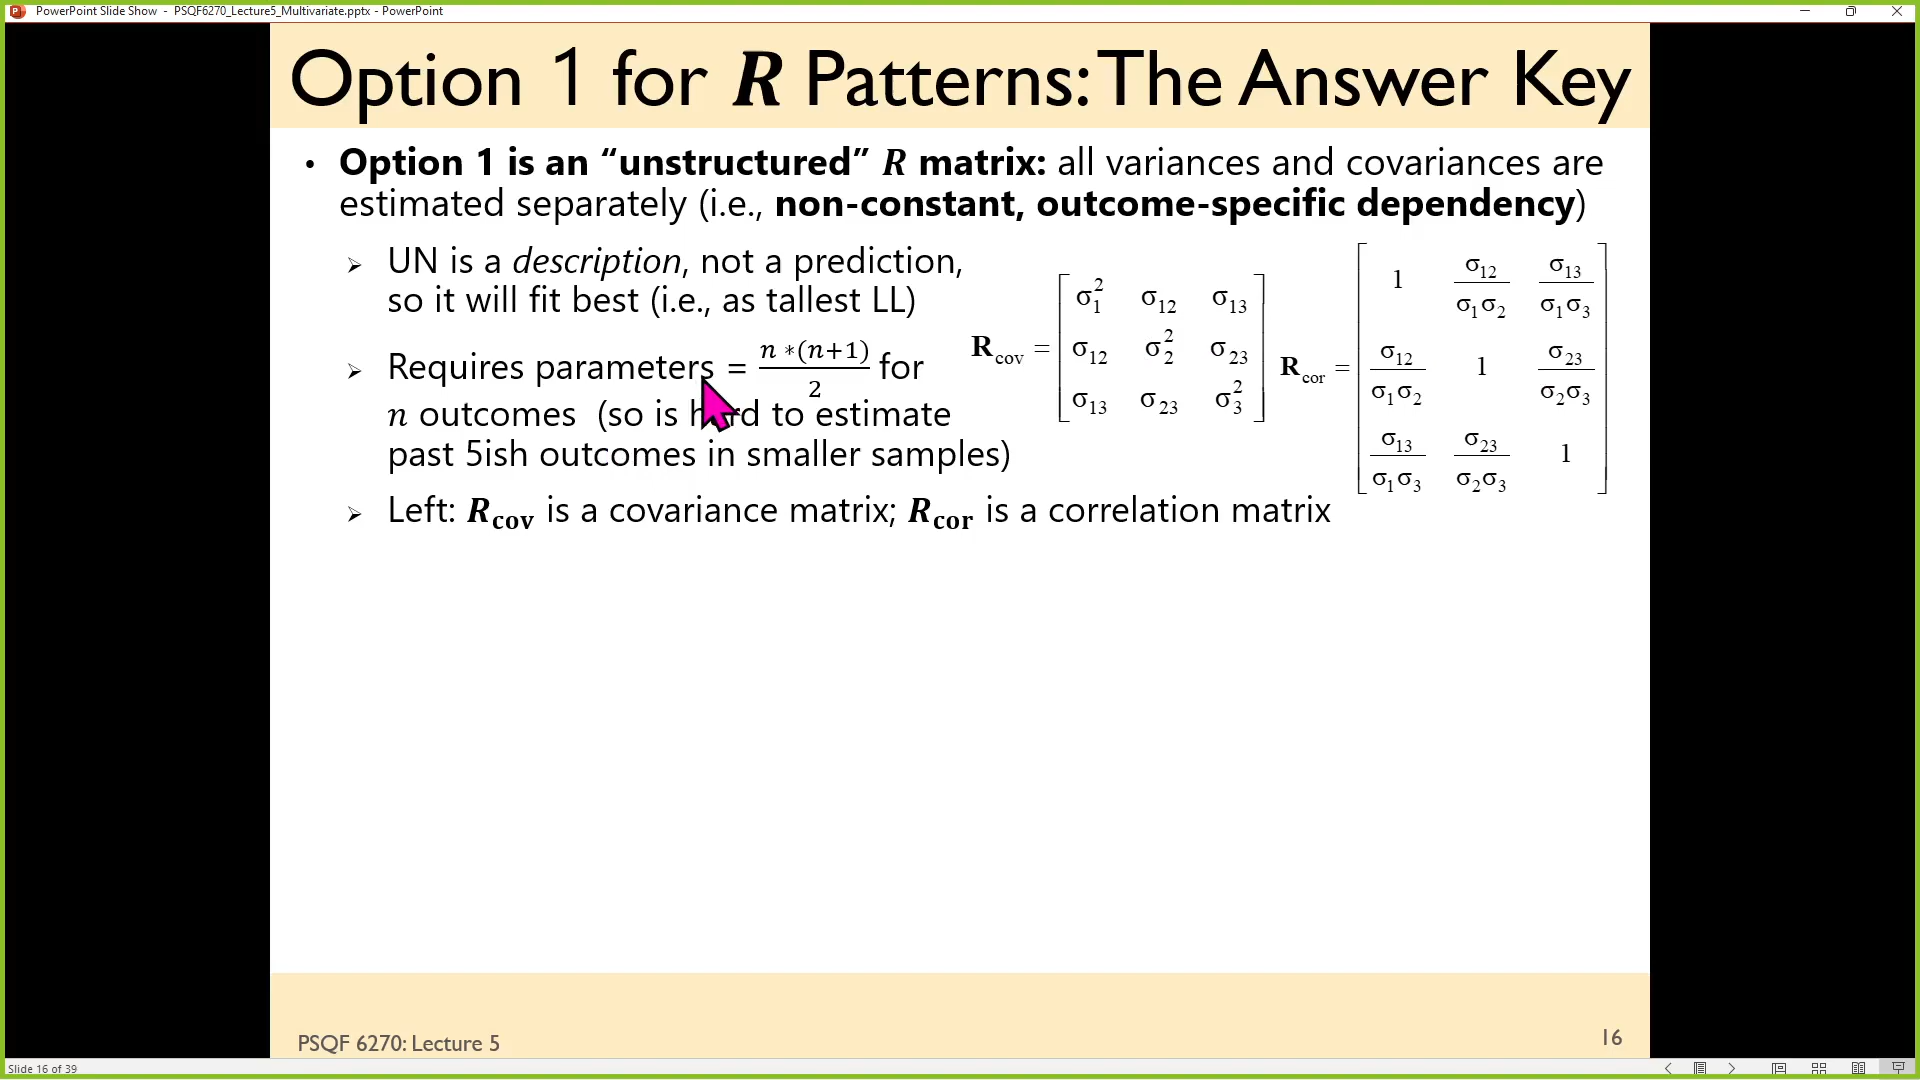 PowerPoint Slide Show - PSQF6270_Lecture5_Multivariate.pptx - PowerPoint
Option 1 for R Patterns: The Answer Key
• Option 1 is an “unstructured” R matrix: all variances and covariances are
estimated separately (i.e., non-constant, outcome-specific dependency)
➢ UN is a description, not a prediction,
so it will fit best (i.e., as tallest LL)
➢ Requires parameters = n*(n+1)/2 for
n outcomes (so is hard to estimate
past 5ish outcomes in smaller samples)
R_cov = [σ₁² σ₁₂ σ₁₃
σ₁₂ σ₂² σ₂₃
σ₁₃ σ₂₃ σ₃²]
R_cor = [1 σ₁₂/σ₁σ₂ σ₁₃/σ₁σ₃
σ₁₂/σ₁σ₂ 1 σ₂₃/σ₂σ₃
σ₁₃/σ₁σ₃ σ₂₃/σ₂σ₃ 1]
➢ Left: R_cov is a covariance matrix; R_cor is a correlation matrix
PSQF 6270: Lecture 5
16
Slide 16 of 39